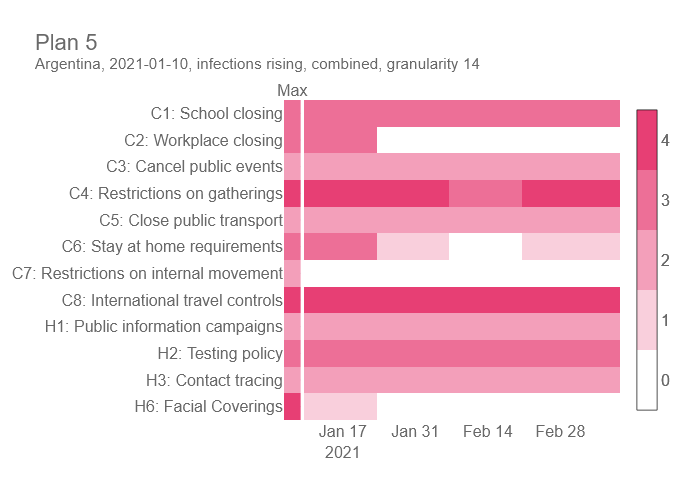 Plan 5
Argentina, 2021-01-10, infections rising, combined, granularity 14
Max
C1: School closing
C2: Workplace closing
C3: Cancel public events
C4: Restrictions on gatherings
C5: Close public transport
C6: Stay at home requirements
C7: Restrictions on internal movement
C8: International travel controls
H1: Public information campaigns
H2: Testing policy
H3: Contact tracing
H6: Facial Coverings
Jan 17 Jan 31 Feb 14 Feb 28
2021
4
3
2
1
0